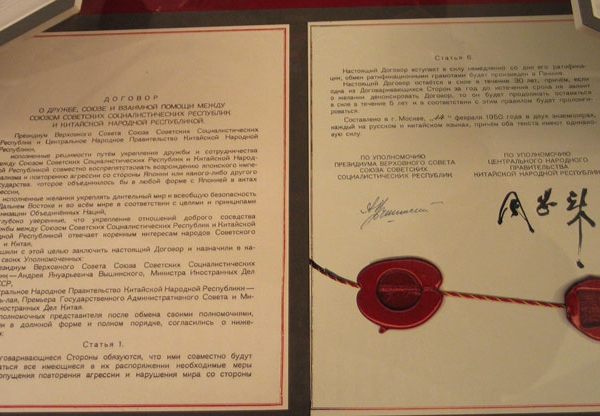 ДОГОВОР
О ДРУЖБЕ, СОЮЗЕ И ВЗАИМНОЙ ПОМОЩИ МЕЖДУ
СОЮЗОМ СОВЕТСКИХ СОЦИАЛИСТИЧЕСКИХ РЕСПУБЛИК
И КИТАЙСКОЙ НАРОДНОЙ РЕСПУБЛИКОЙ.
Президиум Верховного Совета Союза Советских Социалистических
Республик и Центральное Народное Правительство Китайской Народной
Республики,
исполненные решимости путём укрепления дружбы и сотрудничества
между Союзом Советских Социалистических Республик и Китайской Народ-
ной Республикой совместно воспрепятствовать возрождению японского импе-
риализма и повторению агрессии со стороны Японии или какого-либо другого
государства, которое объединилось бы в любой форме с Японией в актах
агрессии,
исполненные желания укреплять длительный мир и всеобщую безопасность
на Дальнем Востоке и во всём мире в соответствии с целями и принципами
Организации Объединённых Наций,
глубоко уверенные, что укрепление отношений доброго соседства
и дружбы между Союзом Советских Социалистических Республик и Китайской
Народной Республикой отвечает коренным интересам народов Советского
Союза и Китая,
решили с этой целью заключить настоящий Договор и назначили в ка-
честве своих Уполномоченных:
Президиум Верховного Совета Союза Советских Социалистических
Республик — Андрея Януарьевича Вышинского, Министра Иностранных Дел
СССР,
Центральное Народное Правительство Китайской Народной Республики —
Чжоу Энь-лая, Премьера Государственного Административного Совета и Ми-
нистра Иностранных Дел Китая.
Уполномоченные представителя после обмена своими полномочиями,
найденными в должной форме и полном порядке, согласились о ниже-
следующем:
Статья 1.
Договаривающиеся Стороны обязуются, что ими совместно будут
приниматься все имеющиеся в их распоряжении необходимые меры
недопущения повторения агрессии и нарушения мира со стороны
Статья 6.
Настоящий Договор вступает в силу немедленно со дня его ратифика-
ции; обмен ратификационными грамотами будет произведен в Пекине.
Настоящий Договор остаётся в силе в течение 30 лет, причём, если
одна из Договаривающихся Сторон за год до истечения срока не заявит
о желании денонсировать Договор, то он будет продолжать оставаться
в силе в течение 5 лет и в соответствии с этим правилом будет пролонги-
роваться.
Составлено в г. Москве, „14" февраля 1950 года в двух экземплярах,
каждый на русском и китайском языках, причём оба текста имеют одинако-
вую силу.
ПО УПОЛНОМОЧИЮ
ПРЕЗИДИУМА ВЕРХОВНОГО СОВЕТА
СОЮЗА СОВЕТСКИХ
СОЦИАЛИСТИЧЕСКИХ РЕСПУБЛИК
ПО УПОЛНОМОЧИЮ
ЦЕНТРАЛЬНОГО НАРОДНОГО
ПРАВИТЕЛЬСТВА
КИТАЙСКОЙ НАРОДНОЙ РЕСПУБЛИКИ
А.Вышинский
周恩来